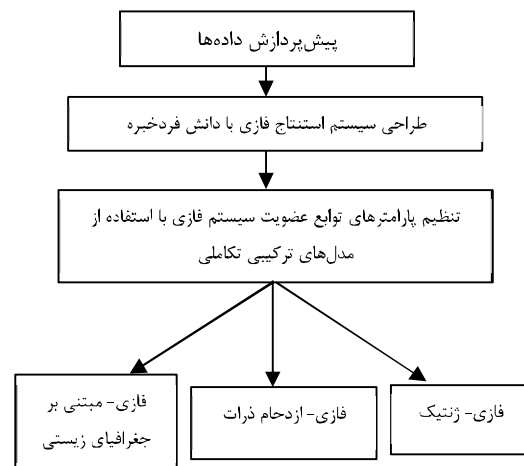 پیش‌پردازش داده‌ها
طراحی سیستم استنتاج فازی با دانش فردخبره
تنظیم پارامترهای توابع عضویت سیستم فازی با استفاده از
مدل‌های ترکیبی تکاملی
فازی- ژنتیک
فازی- ازدحام ذرات
فازی- مبتنی بر
جغرافیای زیستی